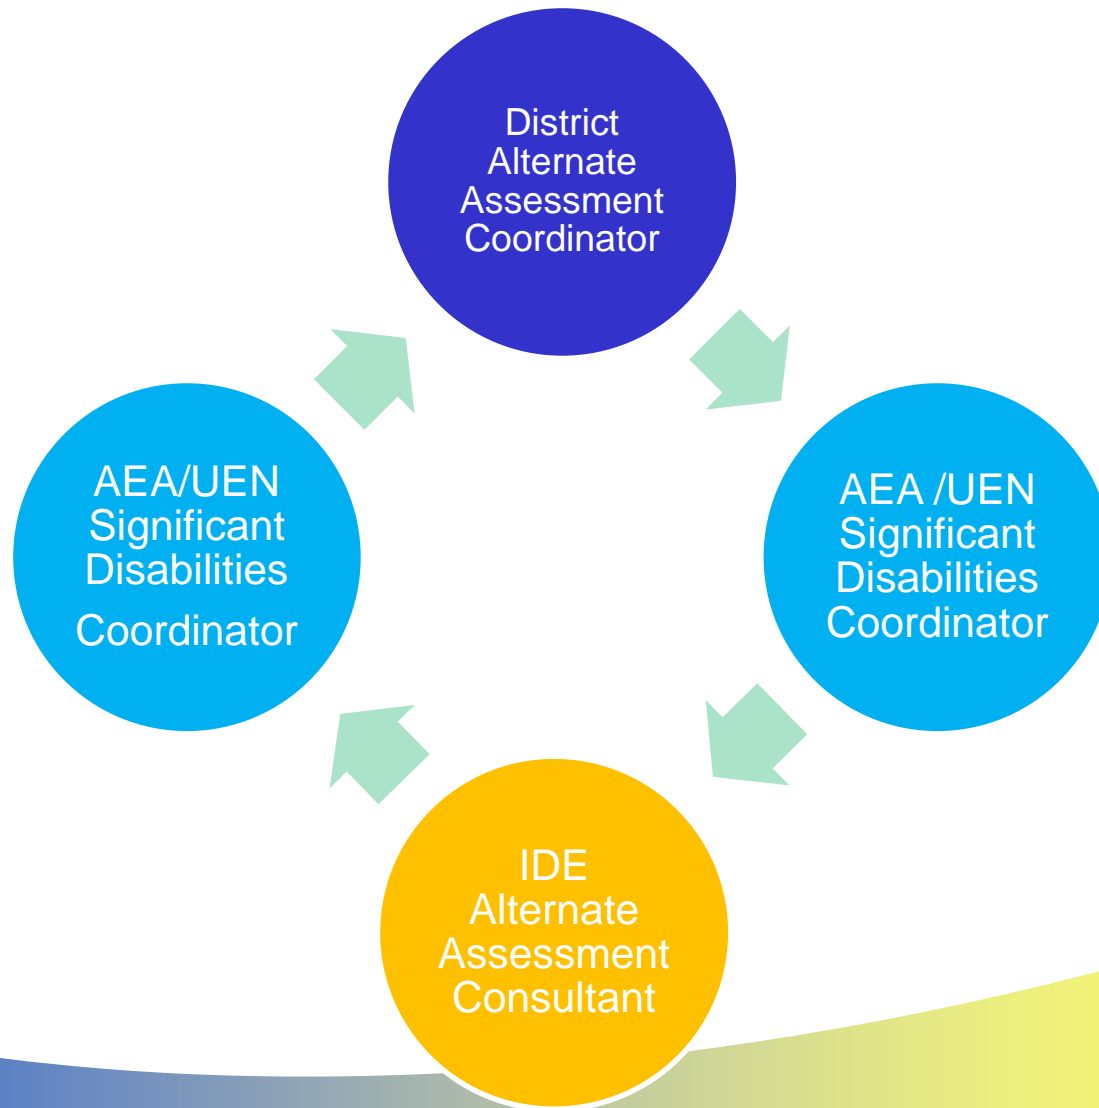 District
Alternate
Assessment
Coordinator
AEA/UEN
Significant
Disabilities
Coordinator
AEA /UEN
Significant
Disabilities
Coordinator
IDE
Alternate
Assessment
Consultant